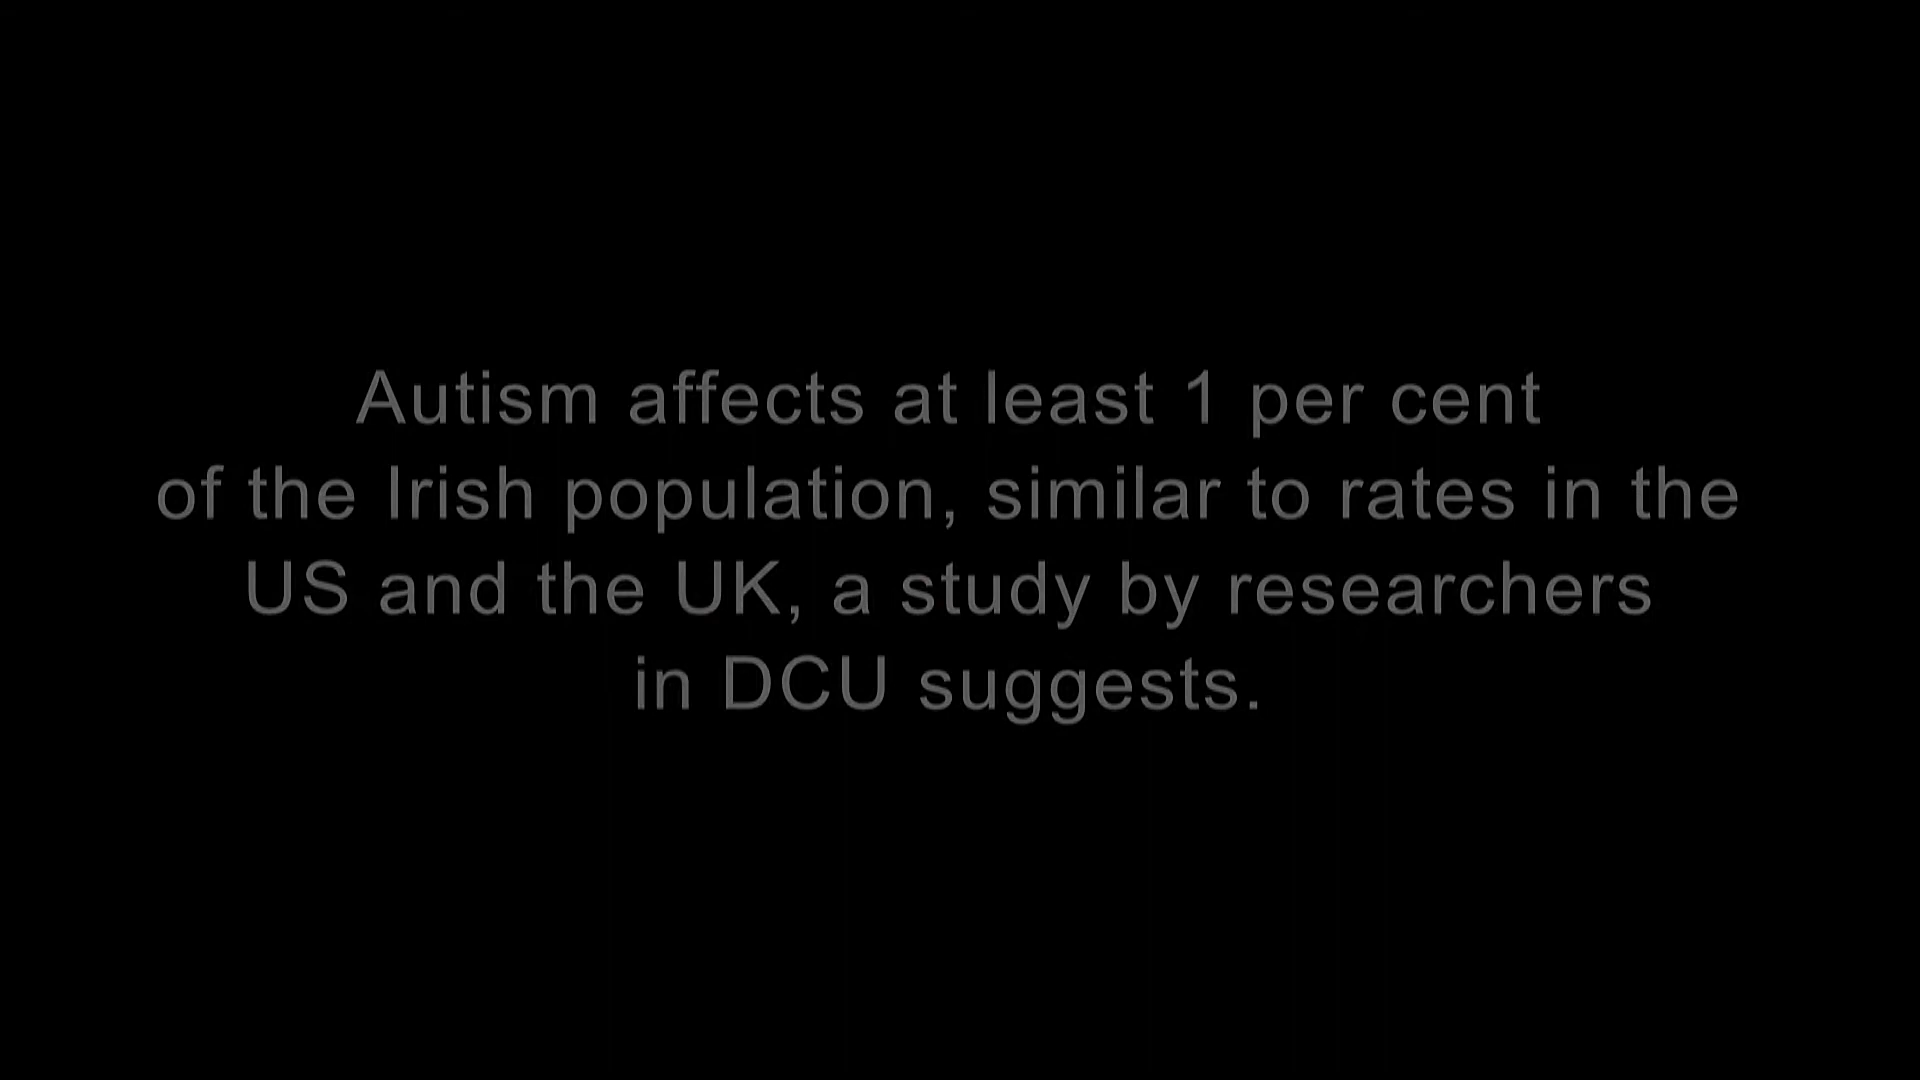 Autism affects at least 1 per cent
of the Irish population, similar to rates in the
US and the UK, a study by researchers
in DCU suggests.